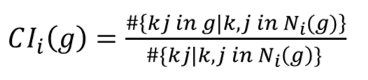 CI_i(g) = #{kj in g|k,j in N_i(g)} / #{kj|k,j in N_i(g)}